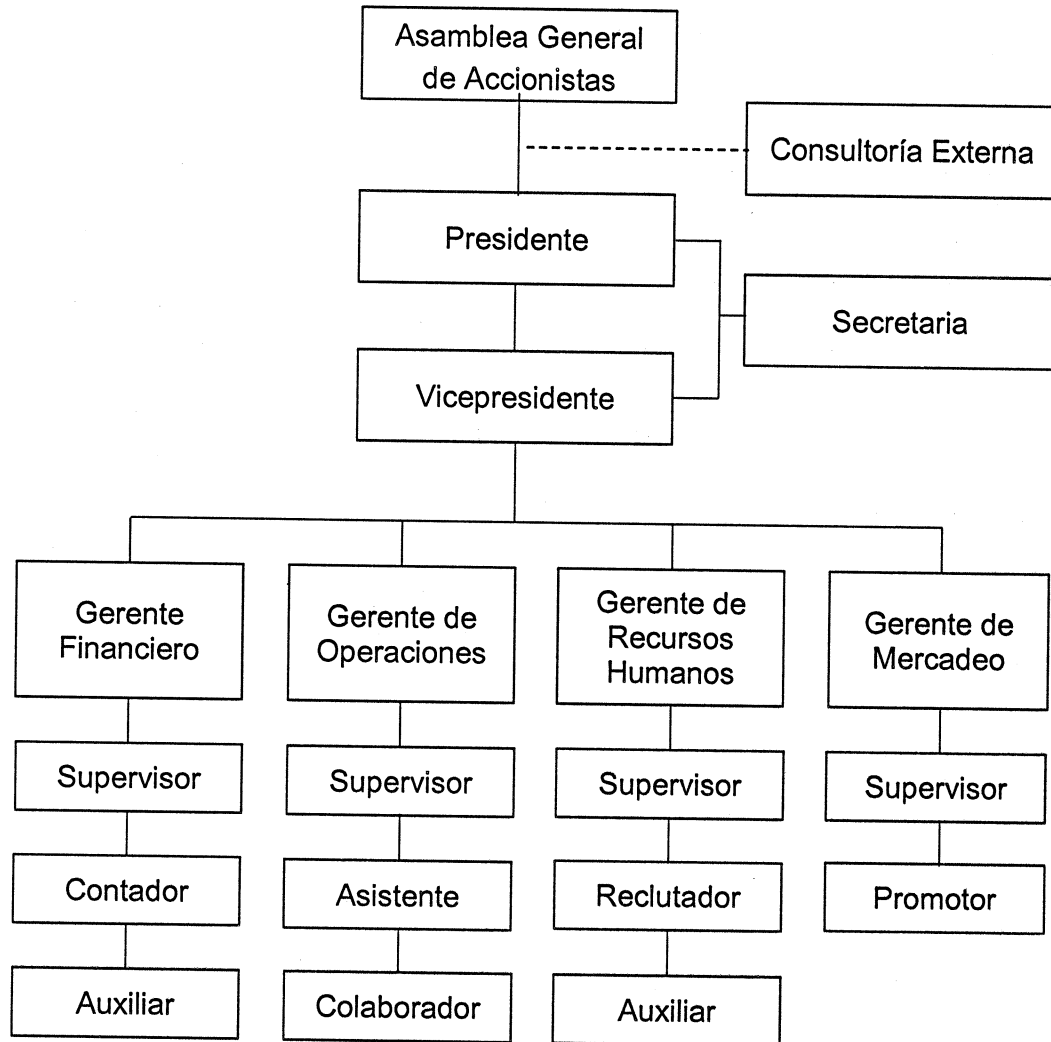 Asamblea General
de Accionistas
Consultoría Externa
Presidente
Secretaria
Vicepresidente
Gerente
Financiero
Gerente de
Operaciones
Gerente de
Recursos
Humanos
Gerente de
Mercadeo
Supervisor
Supervisor
Supervisor
Supervisor
Contador
Asistente
Reclutador
Promotor
Auxiliar
Colaborador
Auxiliar